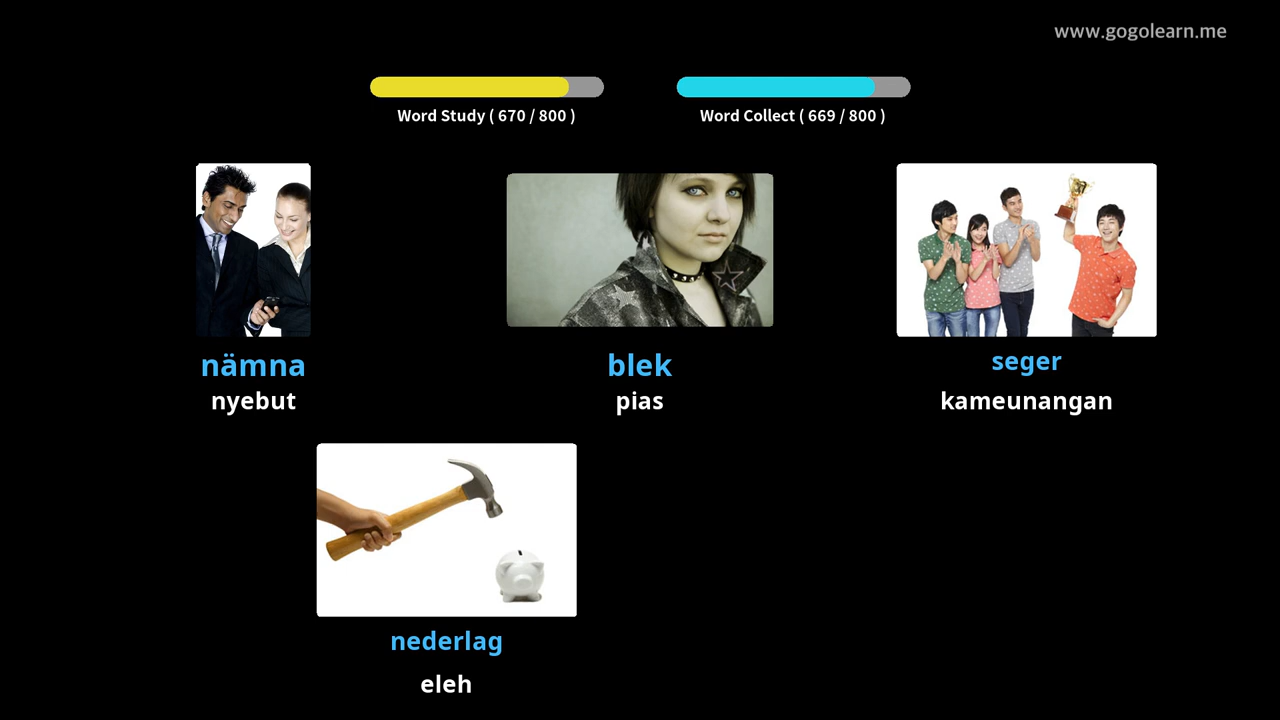 www.gogolearn.me
Word Study ( 670 / 800 )
Word Collect ( 669 / 800 )
nämna
nyebut
blek
pias
seger
kameunangan
nederlag
eleh